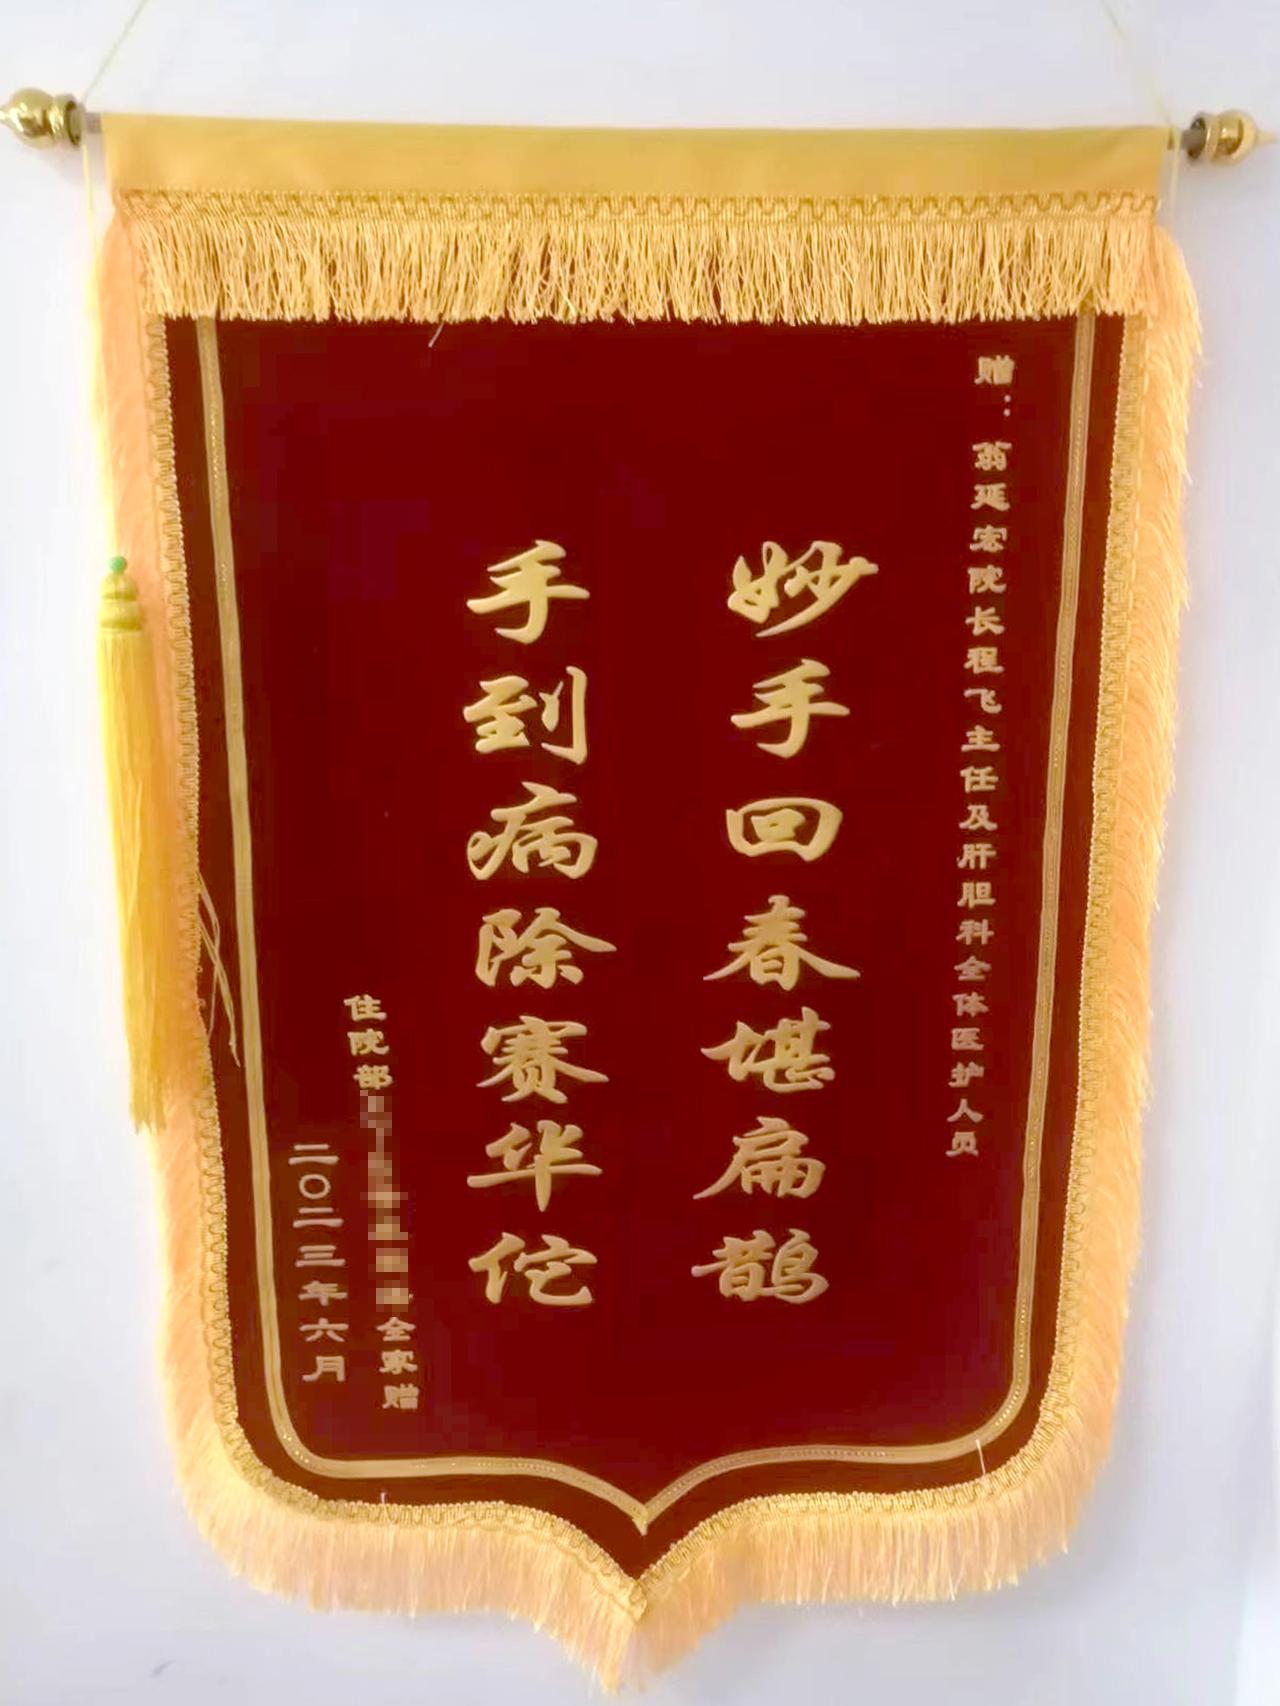 赠：翁延宏院长程飞主任及肝胆科全体医护人员
妙手回春堪扁鹊
手到病除赛华佗
住院部全家赠
二〇二三年六月